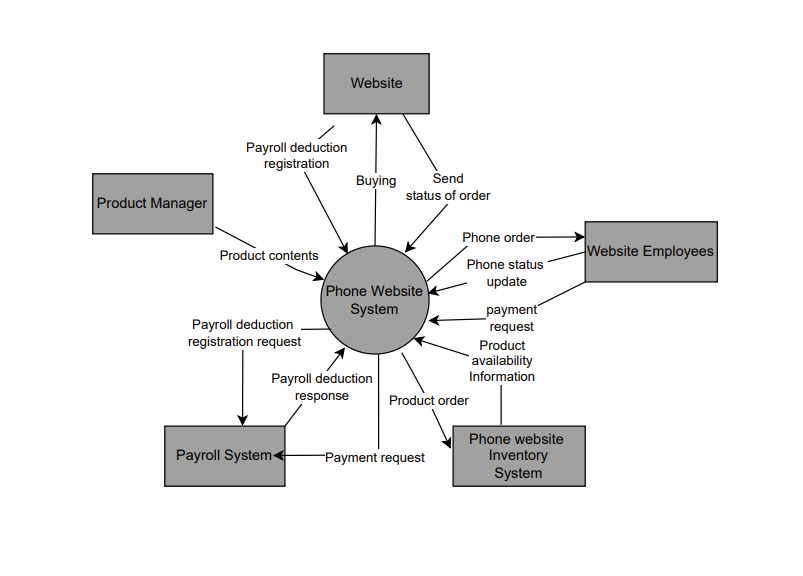 Website
Payroll deduction
registration
Buying
Send
status of order
Product Manager
Product contents
Phone order
Website Employees
Phone status
update
Phone Website
System
payment
request
Payroll deduction
registration request
Product
availability
Information
Payroll deduction
response
Product order
Payroll System
Payment request
Phone website
Inventory
System